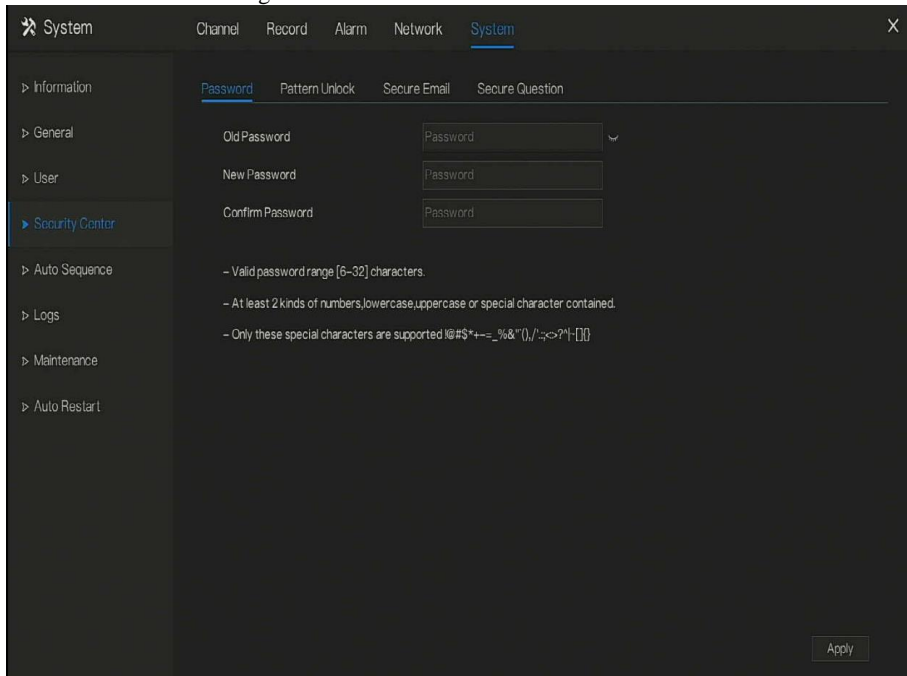 System
Channel Record Alarm Network System X
Information
General
User
Security Center
Auto Sequence
Logs
Maintenance
Auto Restart
Password Pattern Unlock Secure Email Secure Question
Old Password Password
New Password Password
Confirm Password Password
– Valid password range [6–32] characters.
– At least 2 kinds of numbers,lowercase,uppercase or special character contained.
– Only these special characters are supported !@#$*+-=_%&"`(),/'.:;<>?^|~[]{}
Apply